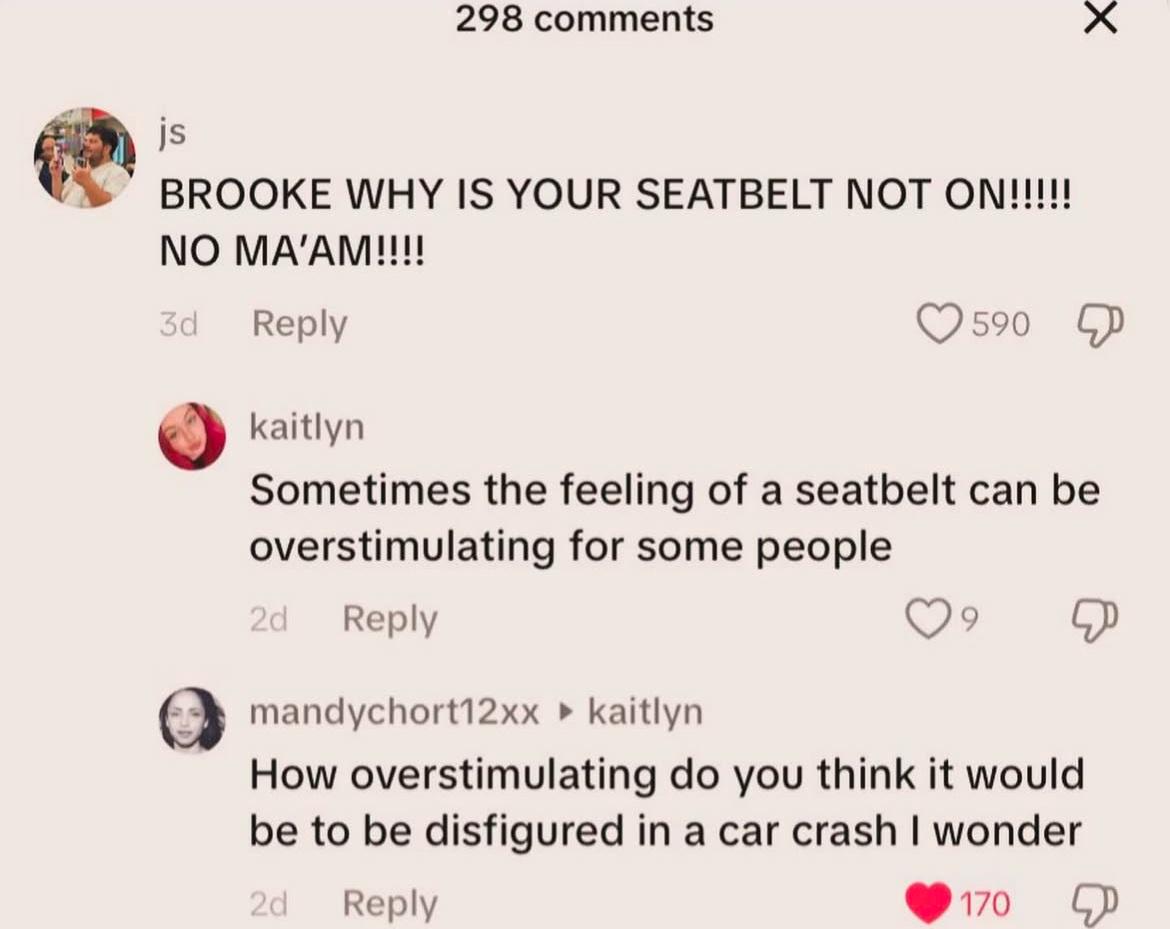 298 comments
js
BROOKE WHY IS YOUR SEATBELT NOT ON!!!!!
NO MA’AM!!!!
3d Reply 590
kaitlyn
Sometimes the feeling of a seatbelt can be
overstimulating for some people
2d Reply 9
mandychort12xx ▸ kaitlyn
How overstimulating do you think it would
be to be disfigured in a car crash I wonder
2d Reply 170